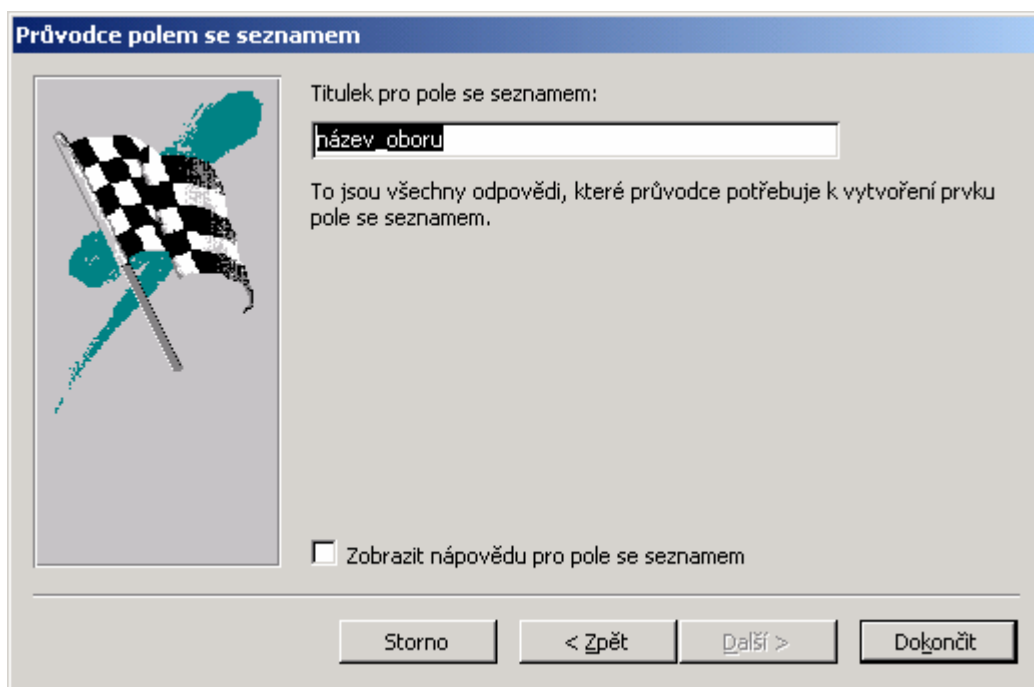 Průvodce polem se seznamem
Titulek pro pole se seznamem:
název_oboru
To jsou všechny odpovědi, které průvodce potřebuje k vytvoření prvku
pole se seznamem.
Zobrazit nápovědu pro pole se seznamem
Storno
< Zpět
Další >
Dokončit